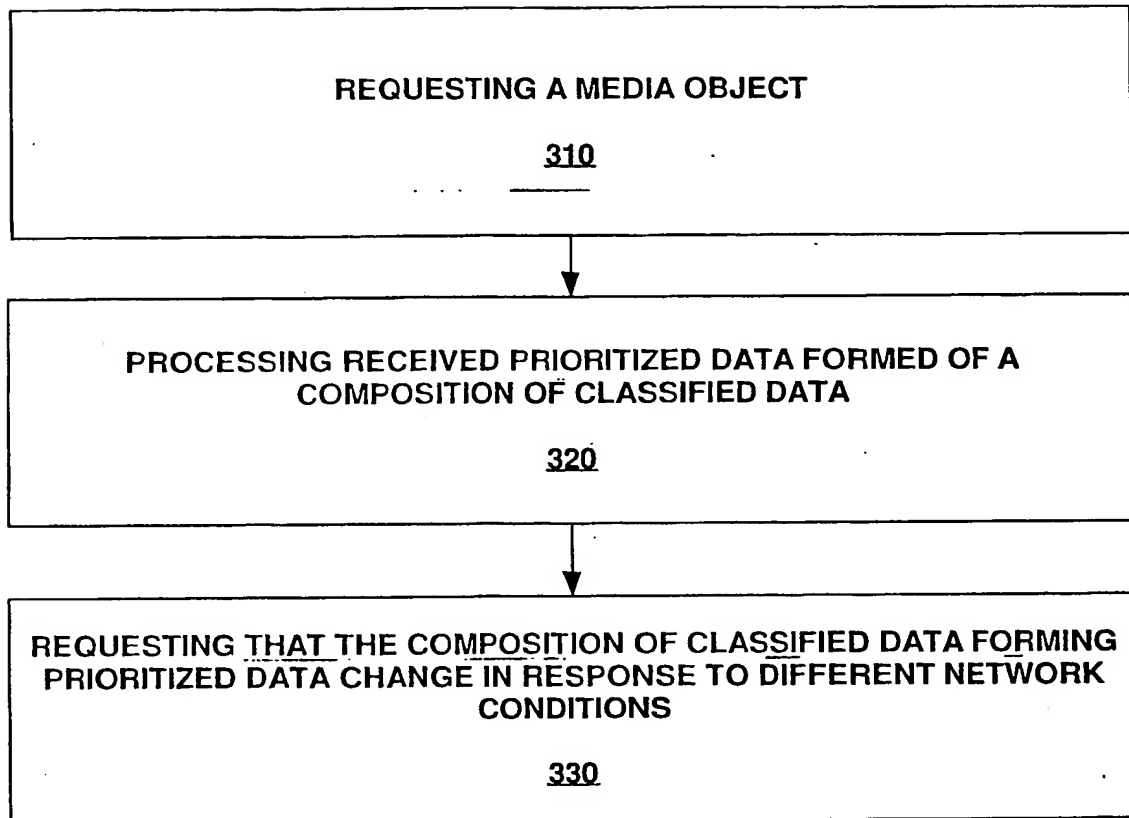 REQUESTING A MEDIA OBJECT
310
PROCESSING RECEIVED PRIORITIZED DATA FORMED OF A
COMPOSITION OF CLASSIFIED DATA
320
REQUESTING THAT THE COMPOSITION OF CLASSIFIED DATA FORMING
PRIORITIZED DATA CHANGE IN RESPONSE TO DIFFERENT NETWORK
CONDITIONS
330